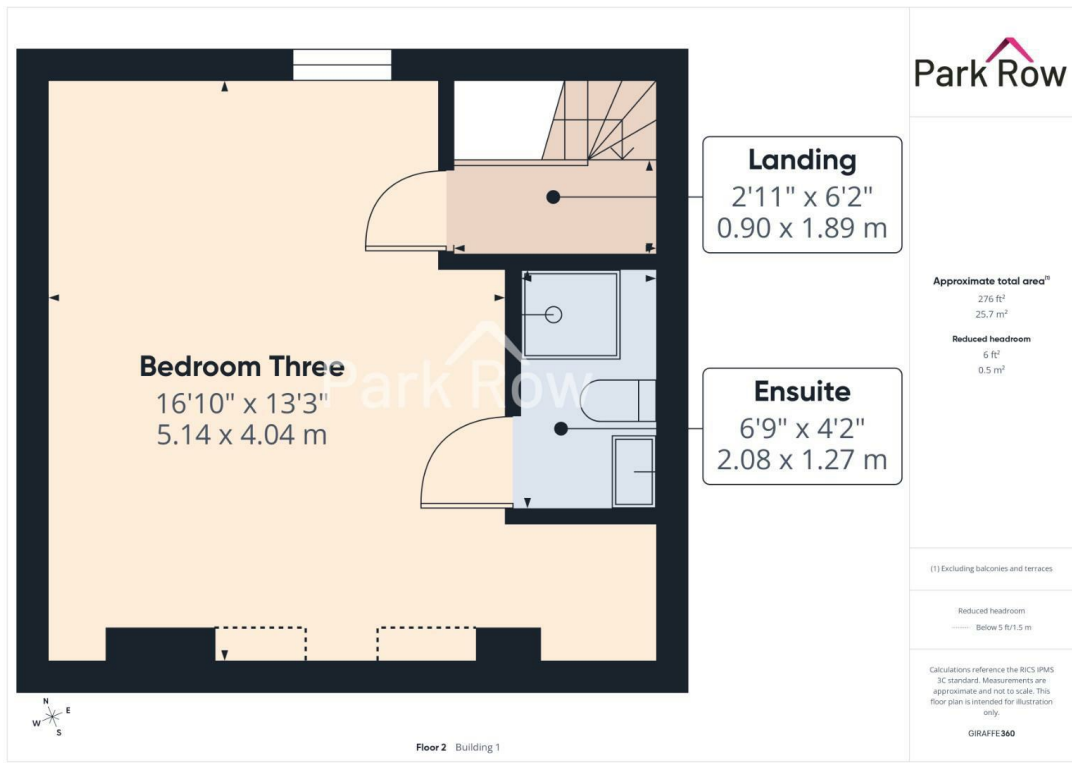 Park Row
Landing
2'11" x 6'2"
0.90 x 1.89 m
Bedroom Three
16'10" x 13'3"
5.14 x 4.04 m
Park Row
Ensuite
6'9" x 4'2"
2.08 x 1.27 m
Approximate total area⁽¹⁾
276 ft²
25.7 m²
Reduced headroom
6 ft²
0.5 m²
(1) Excluding balconies and terraces
Reduced headroom
Below 5 ft/1.5 m
Calculations reference the RICS IPMS
3C standard. Measurements are
approximate and not to scale. This
floor plan is intended for illustration
only.
GIRAFFE360
N
E
W
S
Floor 2 Building 1